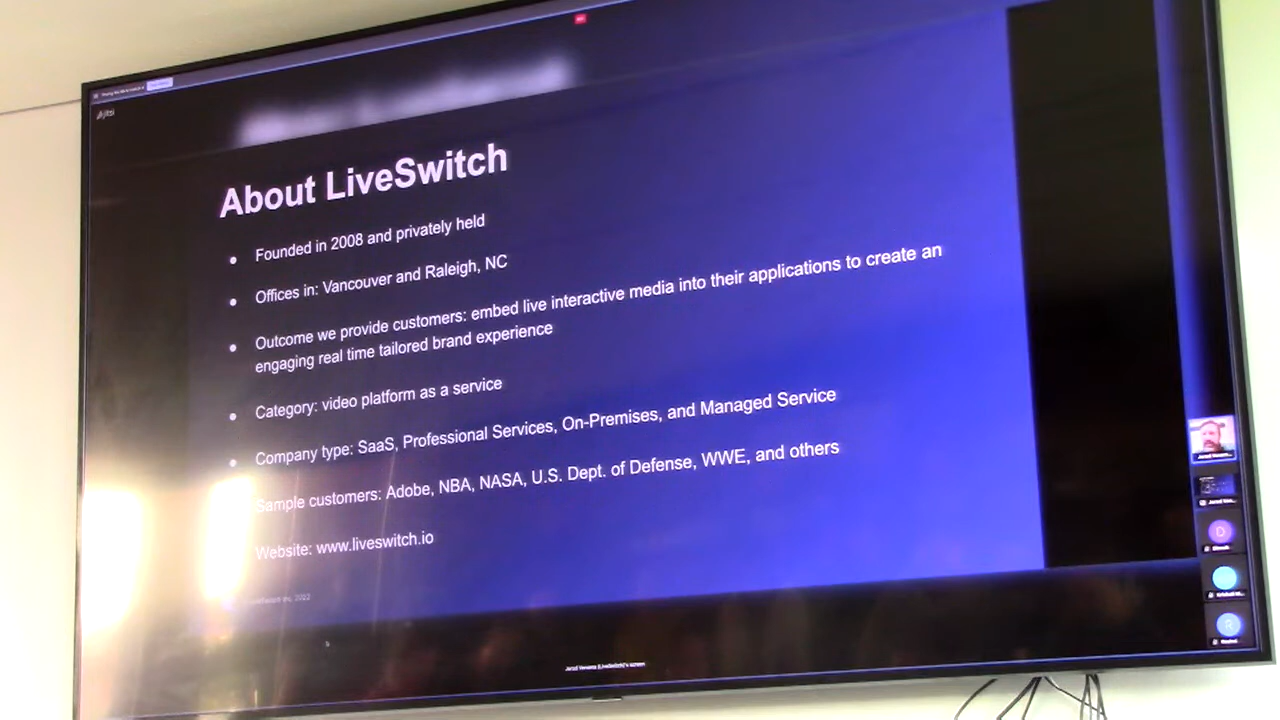 jitsi
About LiveSwitch
Founded in 2008 and privately held
Offices in: Vancouver and Raleigh, NC
Outcome we provide customers: embed live interactive media into their applications to create an
engaging real time tailored brand experience
Category: video platform as a service
Company type: SaaS, Professional Services, On-Premises, and Managed Service
Sample customers: Adobe, NBA, NASA, U.S. Dept. of Defense, WWE, and others
Website: www.liveswitch.io
2022
D
R